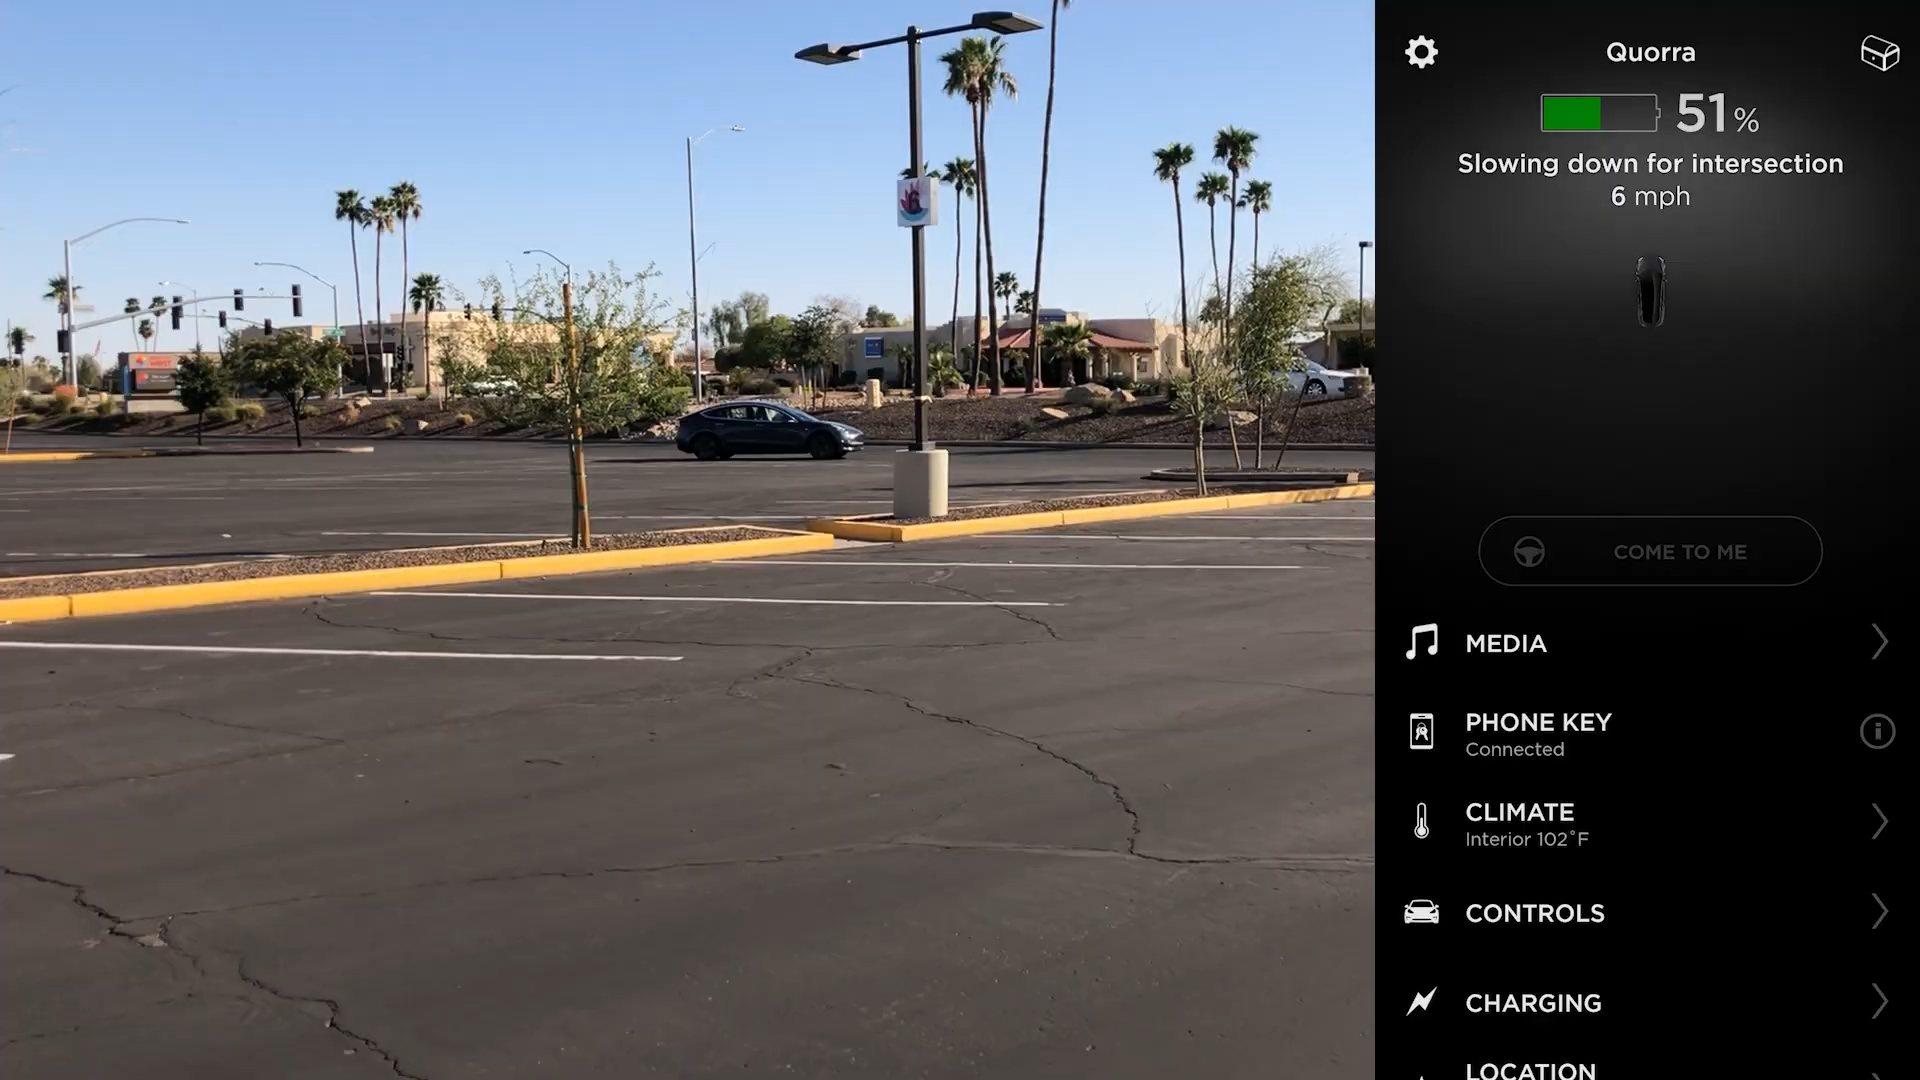 Quorra
51%
Slowing down for intersection
6 mph
COME TO ME
MEDIA
PHONE KEY
Connected
CLIMATE
Interior 102°F
CONTROLS
CHARGING
LOCATION
6